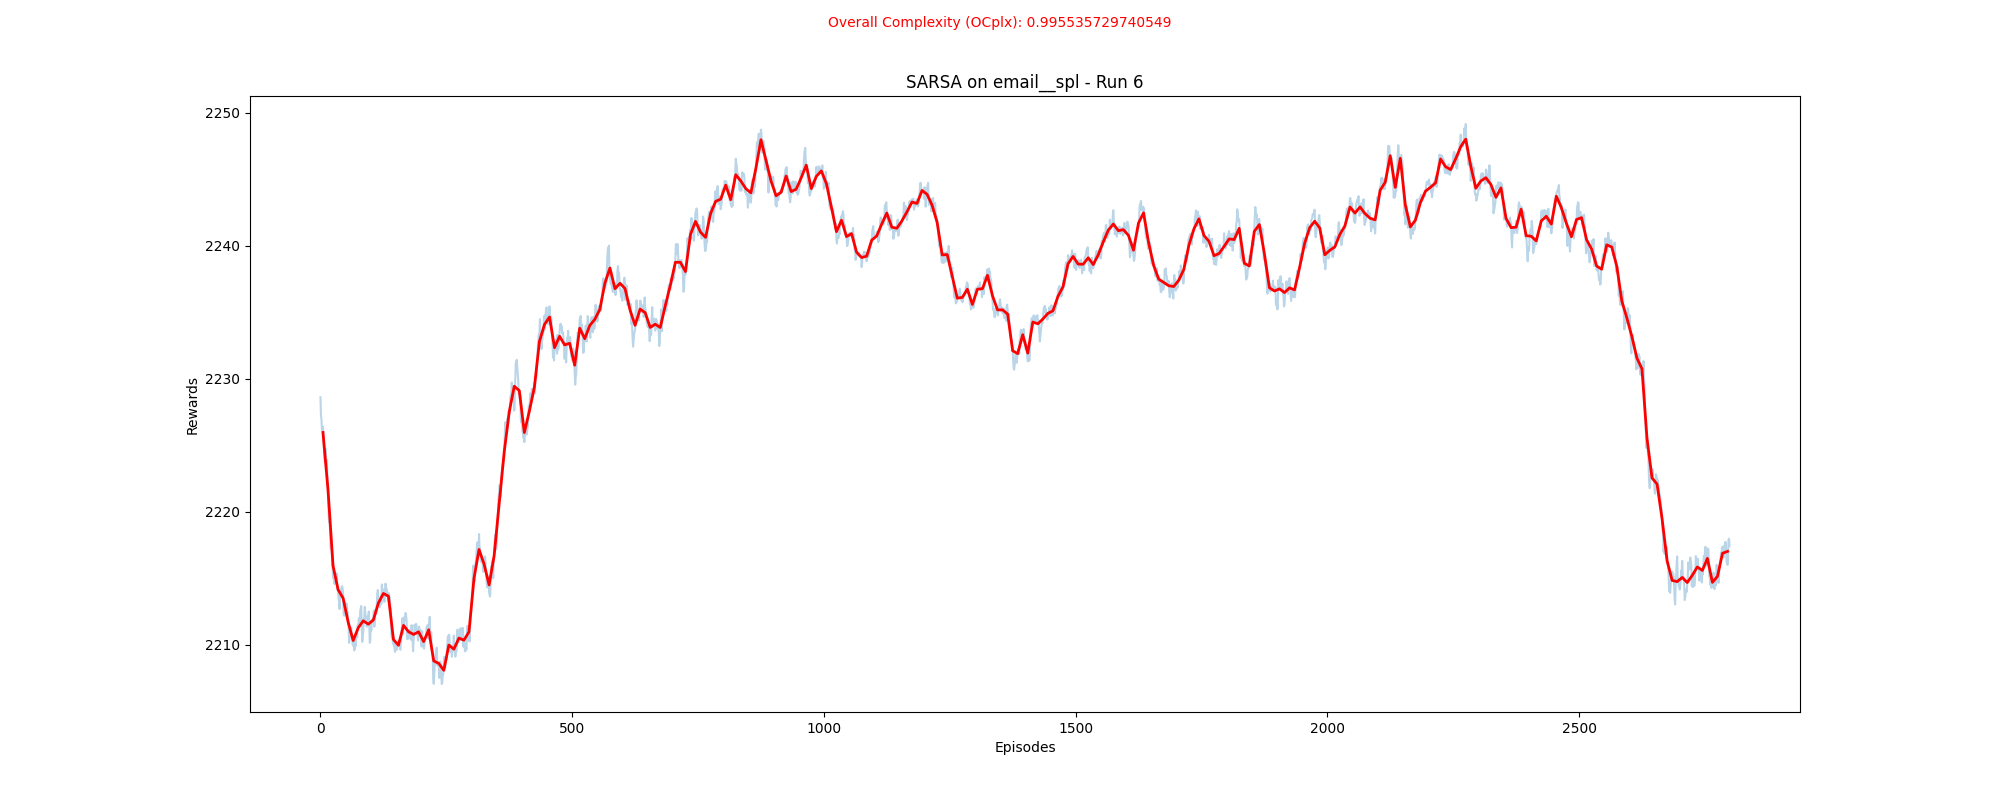 Overall Complexity (OCplx): 0.995535729740549
SARSA on email__spl - Run 6
2250
2240
2230
2220
2210
Rewards
0 500 1000 1500 2000 2500
Episodes